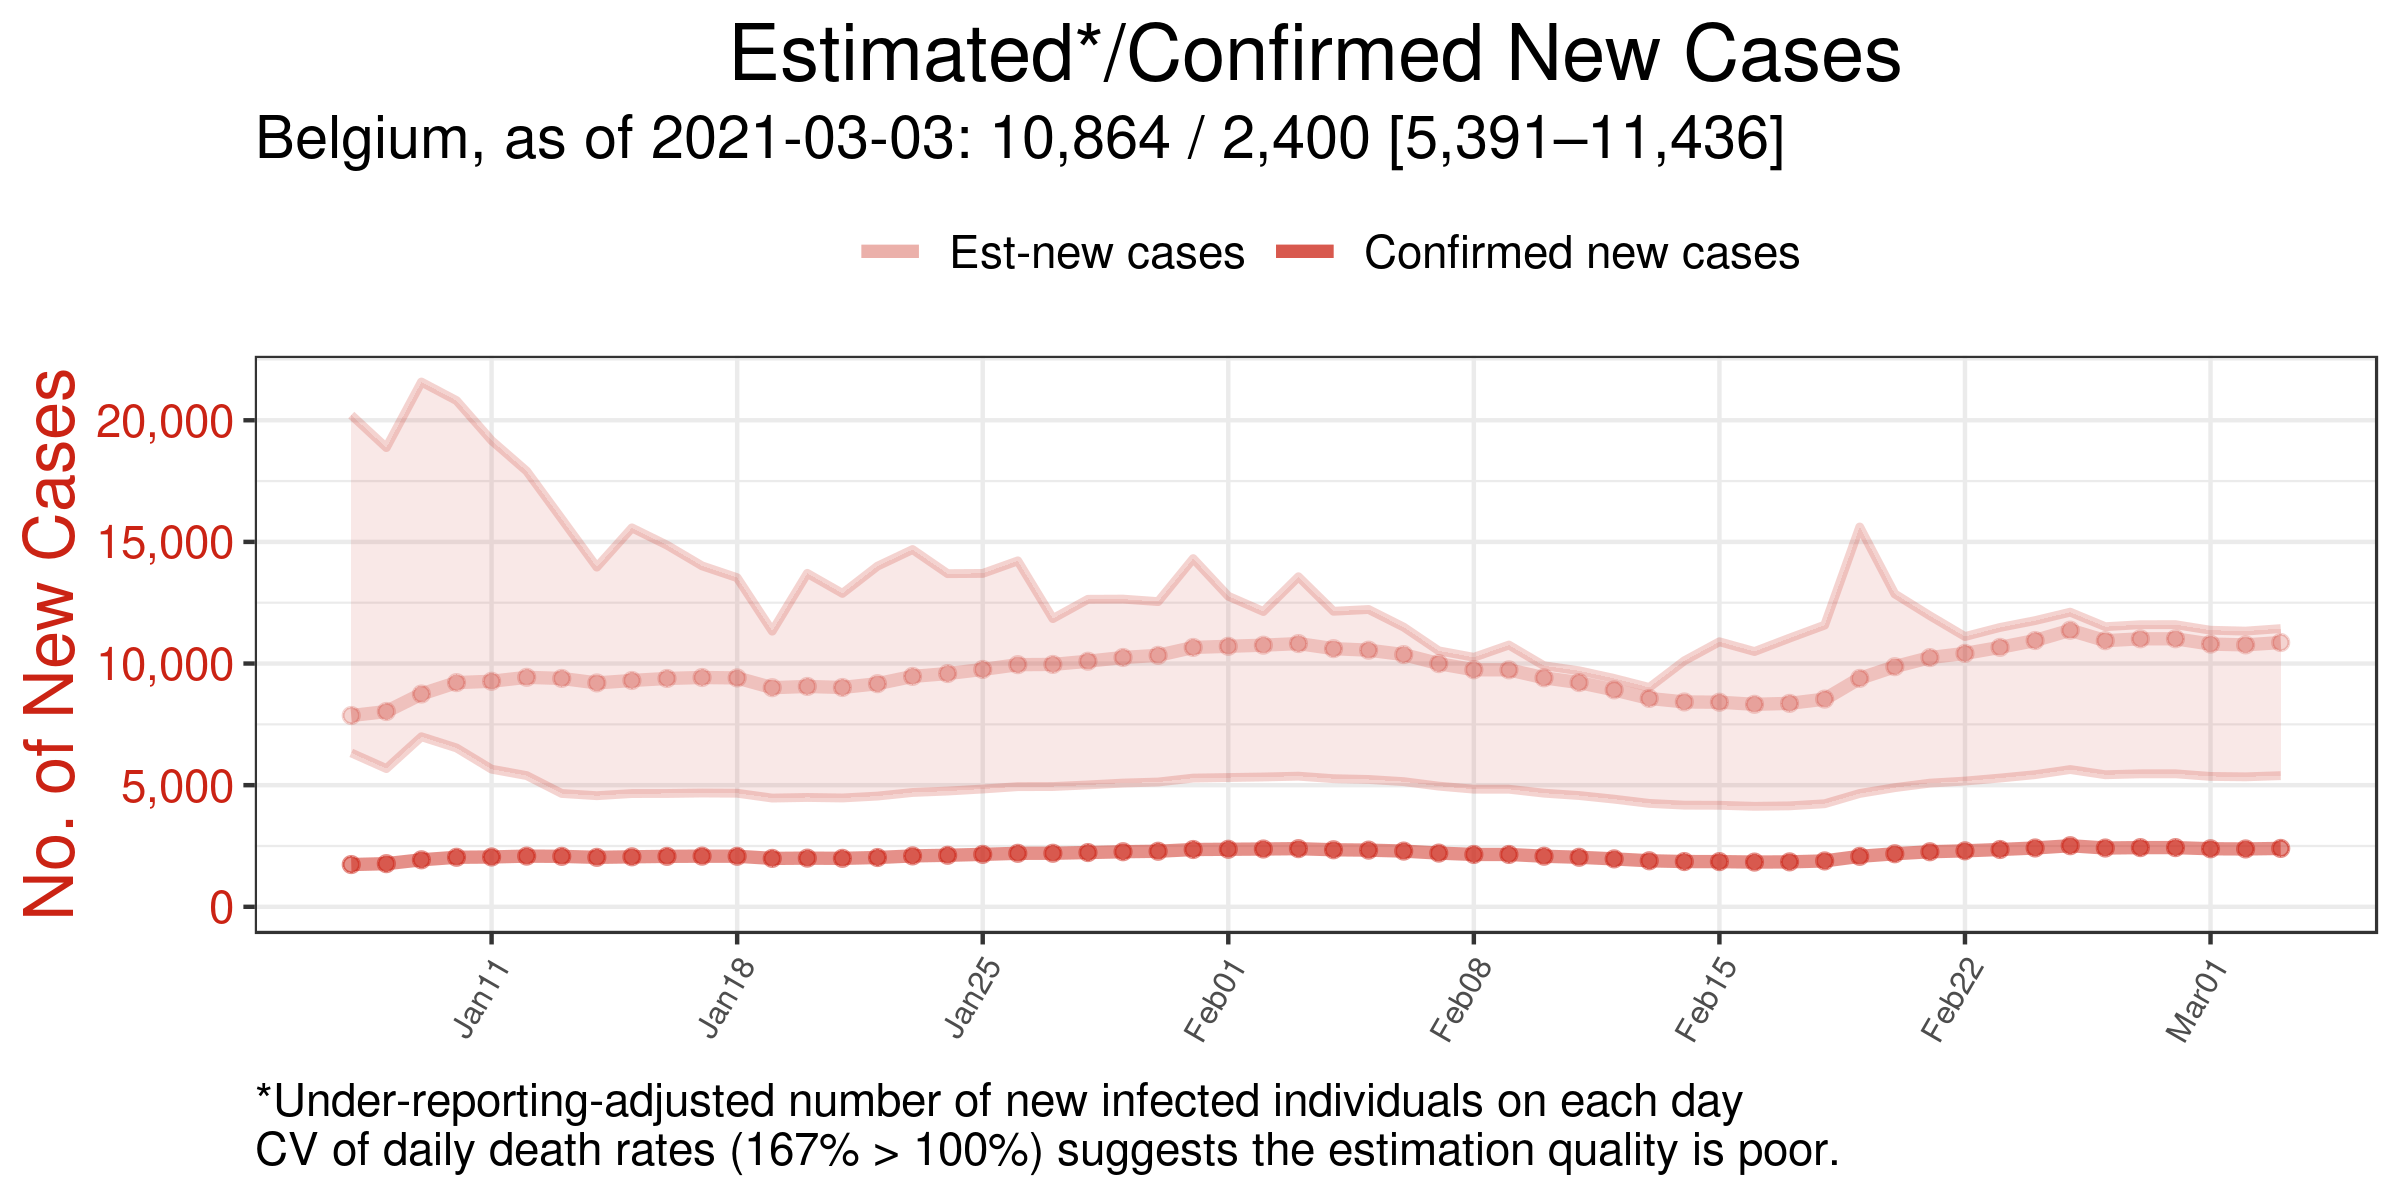 Estimated*/Confirmed New Cases
Belgium, as of 2021-03-03: 10,864 / 2,400 [5,391–11,436]
Est-new cases
Confirmed new cases
No. of New Cases
20,000
15,000
10,000
5,000
0
Jan11
Jan18
Jan25
Feb01
Feb08
Feb15
Feb22
Mar01
*Under-reporting-adjusted number of new infected individuals on each day
CV of daily death rates (167% > 100%) suggests the estimation quality is poor.